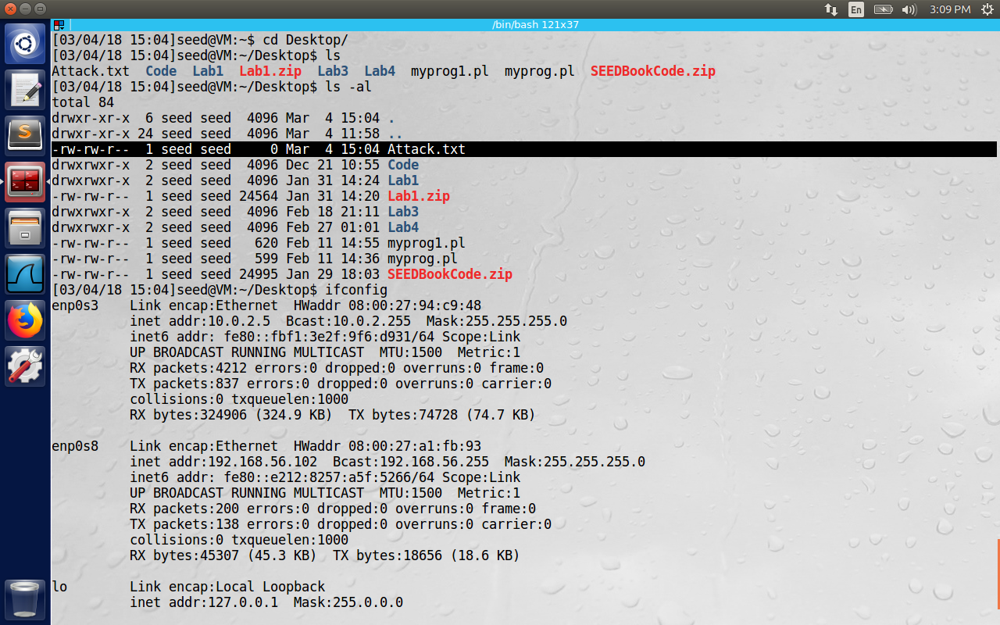 En 3:09 PM
/bin/bash 121x37
[03/04/18 15:04]seed@VM:~$ cd Desktop/
[03/04/18 15:04]seed@VM:~/Desktop$ ls
Attack.txt  Code  Lab1  Lab1.zip  Lab3  Lab4  myprog1.pl  myprog.pl  SEEDBookCode.zip
[03/04/18 15:04]seed@VM:~/Desktop$ ls -al
total 84
drwxr-xr-x  6 seed seed  4096 Mar  4 15:04 .
drwxr-xr-x 24 seed seed  4096 Mar  4 11:58 ..
-rw-rw-r--  1 seed seed     0 Mar  4 15:04 Attack.txt
drwxrwxr-x  2 seed seed  4096 Dec 21 10:55 Code
drwxrwxr-x  2 seed seed  4096 Jan 31 14:24 Lab1
-rw-rw-r--  1 seed seed 24564 Jan 31 14:20 Lab1.zip
drwxrwxr-x  2 seed seed  4096 Feb 18 21:11 Lab3
drwxrwxr-x  2 seed seed  4096 Feb 27 01:01 Lab4
-rw-rw-r--  1 seed seed   620 Feb 11 14:55 myprog1.pl
-rw-rw-r--  1 seed seed   599 Feb 11 14:36 myprog.pl
-rw-rw-r--  1 seed seed 24995 Jan 29 18:03 SEEDBookCode.zip
[03/04/18 15:04]seed@VM:~/Desktop$ ifconfig
enp0s3    Link encap:Ethernet  HWaddr 08:00:27:94:c9:48
          inet addr:10.0.2.5  Bcast:10.0.2.255  Mask:255.255.255.0
          inet6 addr: fe80::fbf1:3e2f:9f6:d931/64 Scope:Link
          UP BROADCAST RUNNING MULTICAST  MTU:1500  Metric:1
          RX packets:4212 errors:0 dropped:0 overruns:0 frame:0
          TX packets:837 errors:0 dropped:0 overruns:0 carrier:0
          collisions:0 txqueuelen:1000
          RX bytes:324906 (324.9 KB)  TX bytes:74728 (74.7 KB)
enp0s8    Link encap:Ethernet  HWaddr 08:00:27:a1:fb:93
          inet addr:192.168.56.102  Bcast:192.168.56.255  Mask:255.255.255.0
          inet6 addr: fe80::e212:8257:a5f:5266/64 Scope:Link
          UP BROADCAST RUNNING MULTICAST  MTU:1500  Metric:1
          RX packets:200 errors:0 dropped:0 overruns:0 frame:0
          TX packets:138 errors:0 dropped:0 overruns:0 carrier:0
          collisions:0 txqueuelen:1000
          RX bytes:45307 (45.3 KB)  TX bytes:18656 (18.6 KB)
lo        Link encap:Local Loopback
          inet addr:127.0.0.1  Mask:255.0.0.0